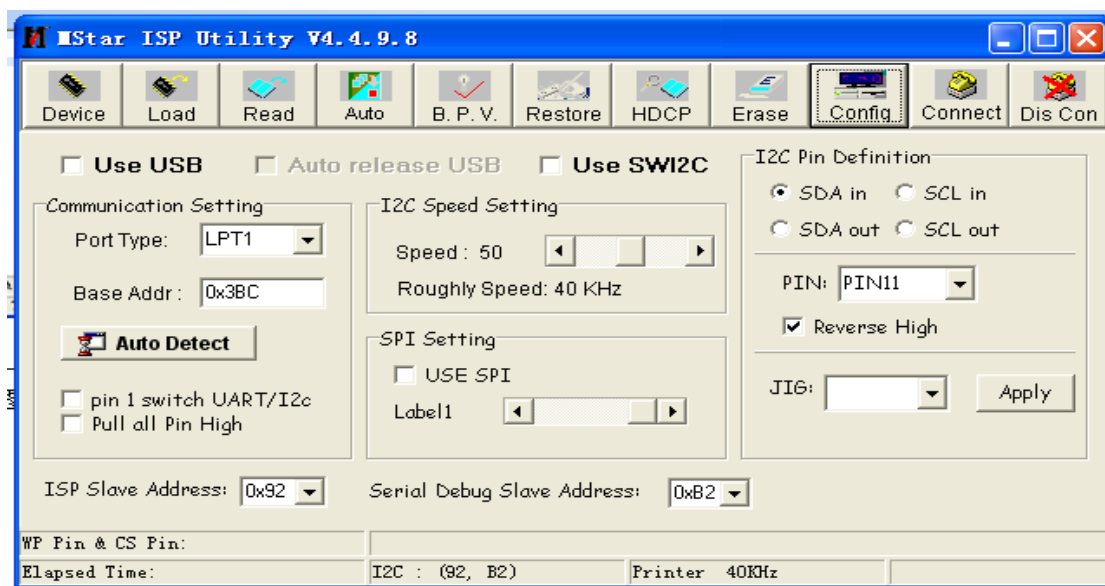 MStar ISP Utility V4.4.9.8
Device Load Read Auto B. P. V. Restore HDCP Erase Config Connect Dis Con
Use USB Auto release USB Use SWI2C
Communication Setting
Port Type: LPT1
Base Addr : 0x3BC
Auto Detect
pin 1 switch UART/I2c
Pull all Pin High
I2C Speed Setting
Speed : 50
Roughly Speed: 40 KHz
SPI Setting
USE SPI
Label1
I2C Pin Definition
SDA in SCL in
SDA out SCL out
PIN: PIN11
Reverse High
JIG: Apply
ISP Slave Address: 0x92 Serial Debug Slave Address: 0xB2
WP Pin & CS Pin:
Elapsed Time: I2C : (92, B2) Printer 40KHz